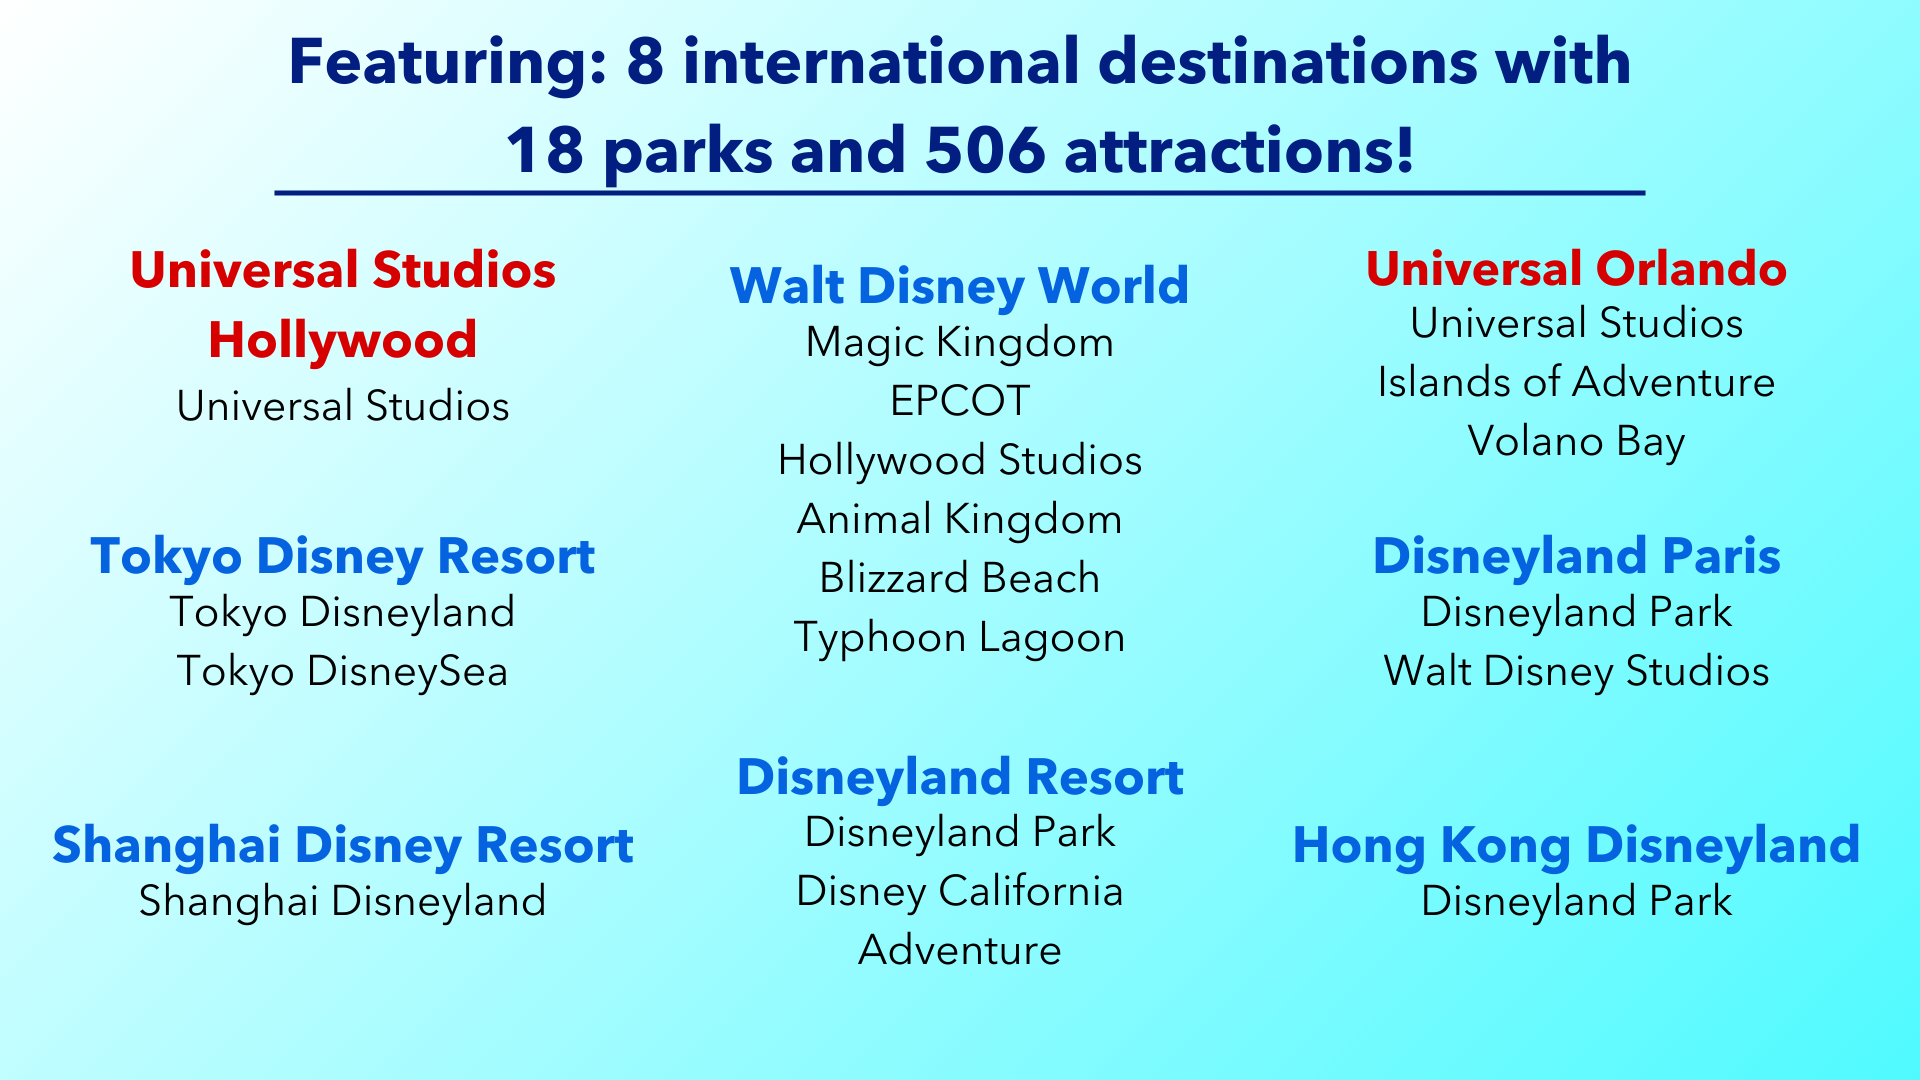 Featuring: 8 international destinations with
18 parks and 506 attractions!
Universal Studios
Hollywood
Universal Studios
Tokyo Disney Resort
Tokyo Disneyland
Tokyo DisneySea
Shanghai Disney Resort
Shanghai Disneyland
Walt Disney World
Magic Kingdom
EPCOT
Hollywood Studios
Animal Kingdom
Blizzard Beach
Typhoon Lagoon
Disneyland Resort
Disneyland Park
Disney California
Adventure
Universal Orlando
Universal Studios
Islands of Adventure
Volano Bay
Disneyland Paris
Disneyland Park
Walt Disney Studios
Hong Kong Disneyland
Disneyland Park